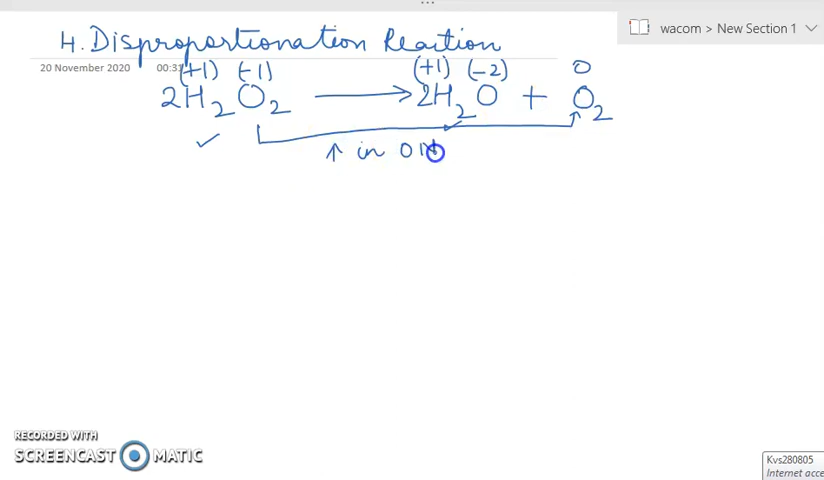 wacom > New Section 1
4. Disproportionation Reaction
20 November 2020 00:31
(+1) (-1) (+1) (-2) 0
2H2O2 → 2H2O + O2
↑ in ON
RECORDED WITH
SCREENCAST MATIC
Kvs280805
Internet acce